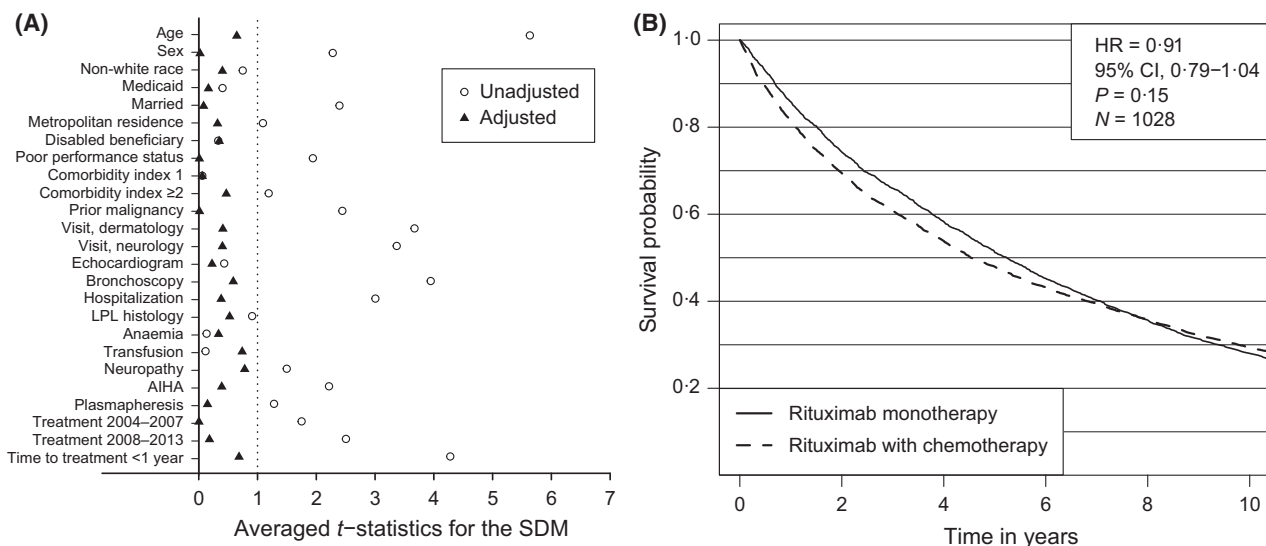 (A)
Age
Sex
Non-white race
Medicaid
Married
Metropolitan residence
Disabled beneficiary
Poor performance status
Comorbidity index 1
Comorbidity index ≥2
Prior malignancy
Visit, dermatology
Visit, neurology
Echocardiogram
Bronchoscopy
Hospitalization
LPL histology
Anaemia
Transfusion
Neuropathy
AIHA
Plasmapheresis
Treatment 2004–2007
Treatment 2008–2013
Time to treatment <1 year
Unadjusted
Adjusted
0 1 2 3 4 5 6 7
Averaged t−statistics for the SDM
(B)
Survival probability
1·0
0·8
0·6
0·4
0·2
HR = 0·91
95% CI, 0·79−1·04
P = 0·15
N = 1028
Rituximab monotherapy
Rituximab with chemotherapy
0 2 4 6 8 10
Time in years